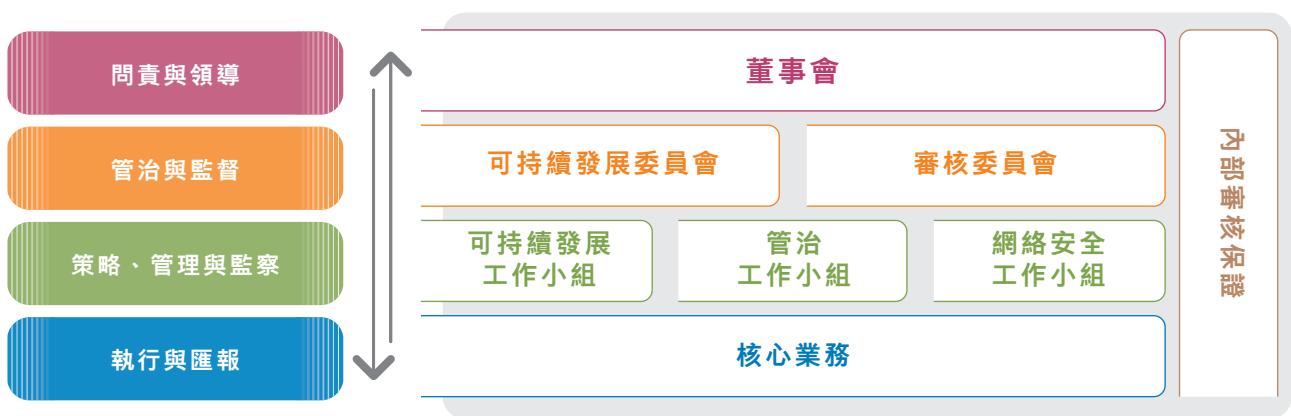 問責與領導
董事會
管治與監督
可持續發展委員會
審核委員會
策略、管理與監察
可持續發展
工作小組
管治
工作小組
網絡安全
工作小組
執行與匯報
核心業務
內部審核保證